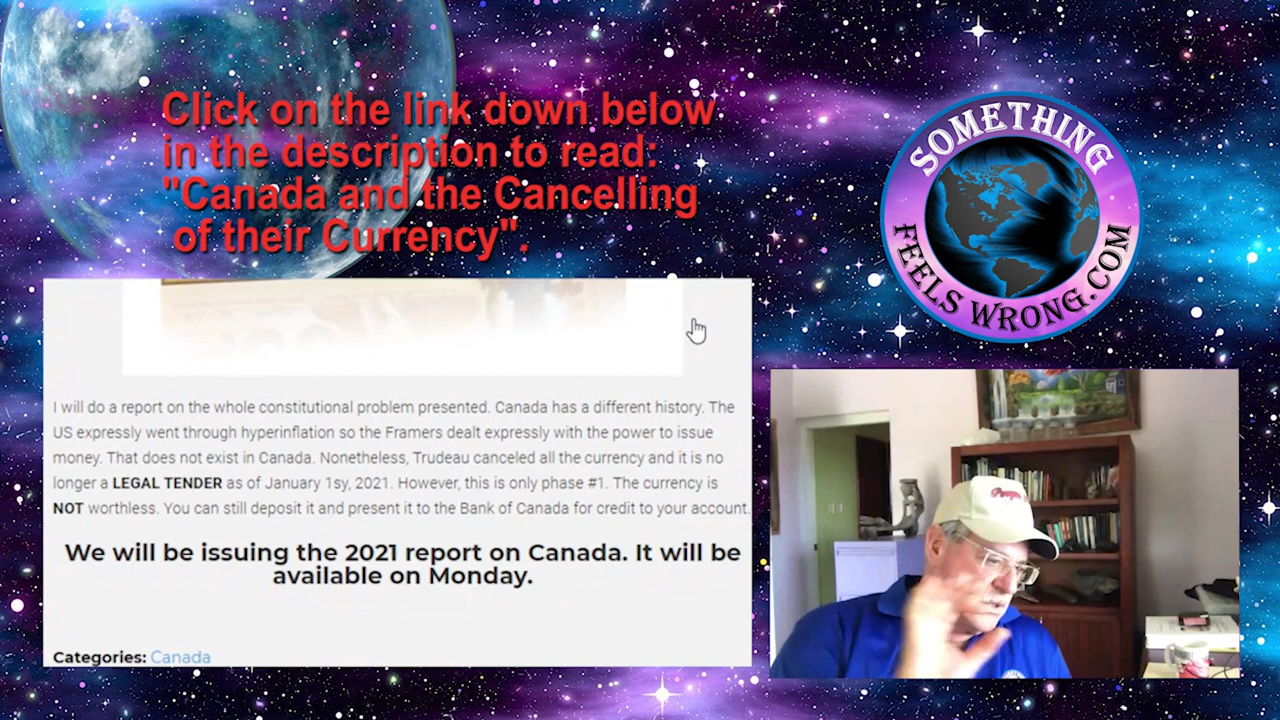 Click on the link down below
in the description to read:
"Canada and the Cancelling
of their Currency".
SOMETHING
FEELS WRONG.COM
I will do a report on the whole constitutional problem presented. Canada has a different history. The
US expressly went through hyperinflation so the Framers dealt expressly with the power to issue
money. That does not exist in Canada. Nonetheless, Trudeau canceled all the currency and it is no
longer a LEGAL TENDER as of January 1sy, 2021. However, this is only phase #1. The currency is
NOT worthless. You can still deposit it and present it to the Bank of Canada for credit to your account.
We will be issuing the 2021 report on Canada. It will be
available on Monday.
Categories: Canada